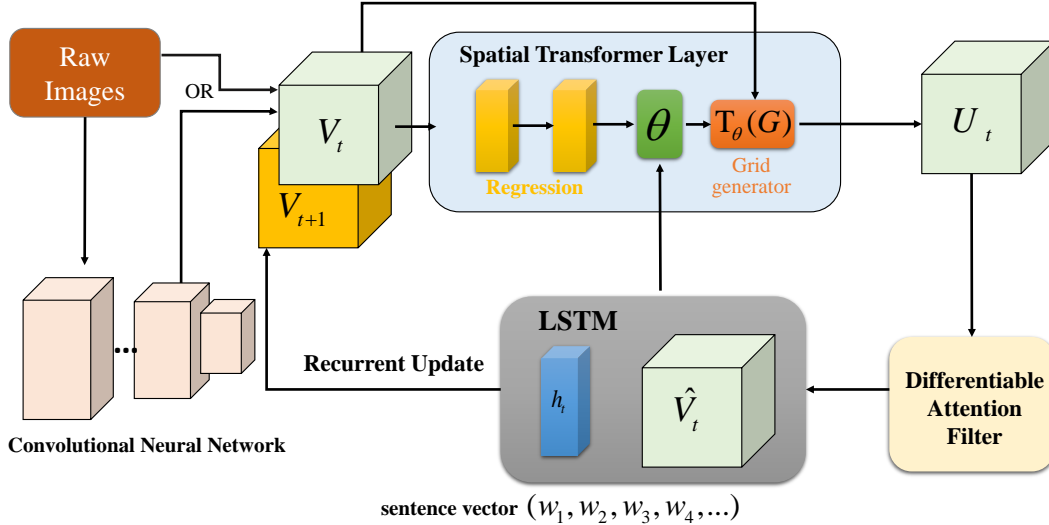 Raw
Images
OR
V_t
V_{t+1}
Spatial Transformer Layer
Regression
θ
T_θ(G)
Grid
generator
U_t
Convolutional Neural Network
Recurrent Update
LSTM
h_t
V̂_t
Differentiable
Attention
Filter
sentence vector (w_1, w_2, w_3, w_4,...)